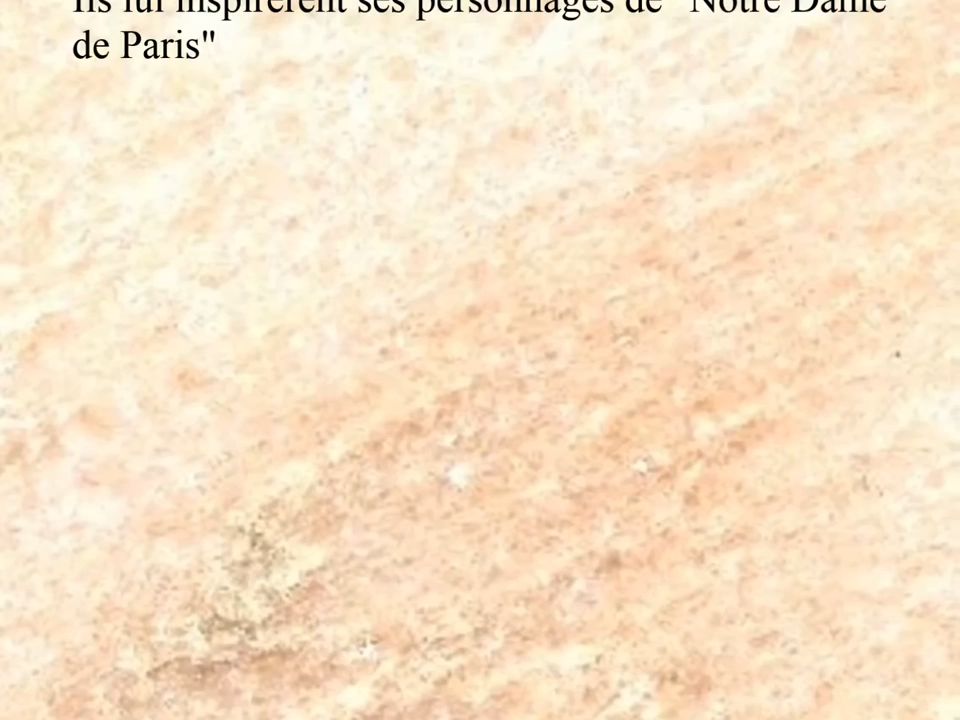 Ils lui inspirèrent ses personnages de "Notre Dame
de Paris"